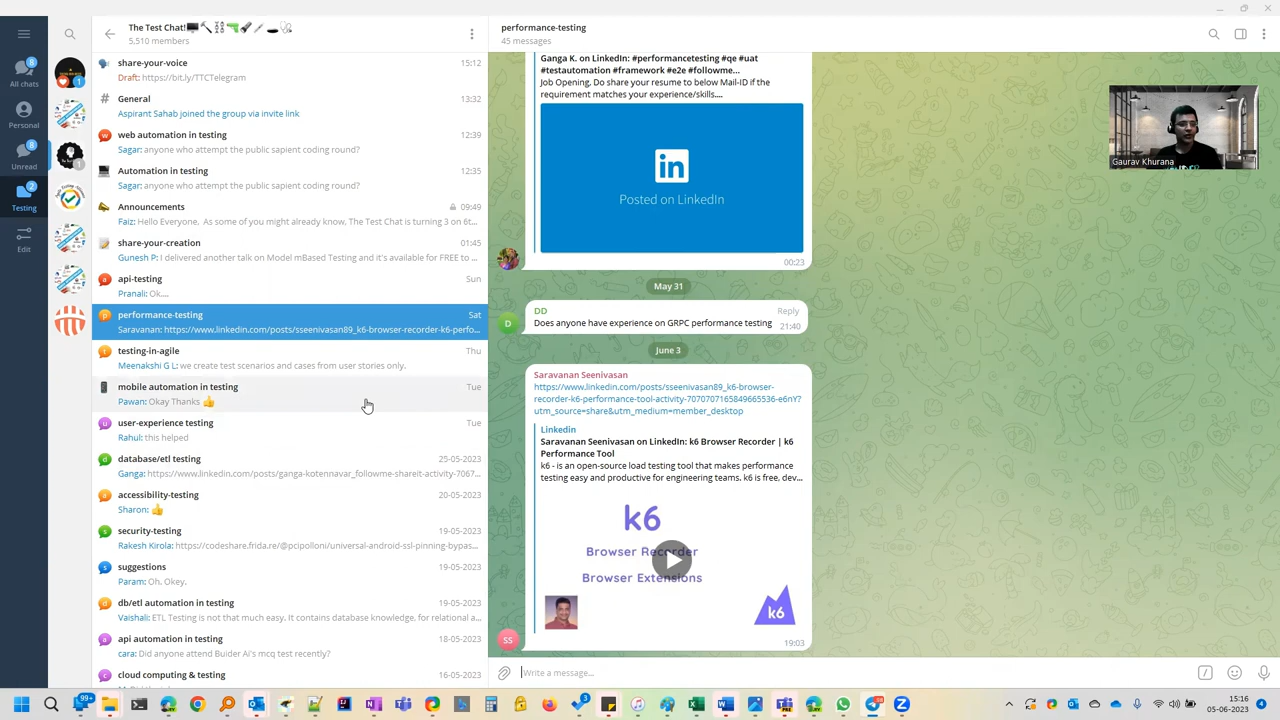 The Test Chat!
5,510 members
8
All chats
Personal
8
Unread
2
Testing
Edit
1
1
share-your-voice 15:12
Draft: https://bit.ly/TTCTelegram
# General 13:32
Aspirant Sahab joined the group via invite link
w web automation in testing 12:39
Sagar: anyone who attempt the public sapient coding round?
Automation in testing 12:35
Sagar: anyone who attempt the public sapient coding round?
Announcements 09:49
Faiz: Hello Everyone. As some of you might already know, The Test Chat is turning 3 on 6t...
share-your-creation 01:45
Gunesh P: I delivered another talk on Model mBased Testing and it's available for FREE to ...
a api-testing Sun
Pranali: Ok....
p performance-testing Sat
Saravanan: https://www.linkedin.com/posts/sseenivasan89_k6-browser-recorder-k6-perfo...
t testing-in-agile Thu
Meenakshi G L: we create test scenarios and cases from user stories only.
mobile automation in testing Tue
Pawan: Okay Thanks 👍
u user-experience testing Tue
Rahul: this helped
d database/etl testing 25-05-2023
Ganga: https://www.linkedin.com/posts/ganga-kotennavar_followme-shareit-activity-7067...
a accessibility-testing 20-05-2023
Sharon: 👍
s security-testing 19-05-2023
Rakesh Kirola: https://codeshare.frida.re/@pcipolloni/universal-android-ssl-pinning-bypas...
s suggestions 19-05-2023
Param: Oh. Okey.
d db/etl automation in testing 19-05-2023
Vaishali: ETL Testing is not that much easy. It contains database knowledge, for relational a...
a api automation in testing 18-05-2023
cara: Did anyone attend Buider Ai's mcq test recently?
c cloud computing & testing 16-05-2023
performance-testing
45 messages
Ganga K. on LinkedIn: #performancetesting #qe #uat
#testautomation #framework #e2e #followme...
Job Opening, Do share your resume to below Mail-ID if the
requirement matches your experience/skills....
in
Posted on LinkedIn
00:23
May 31
D
DD Reply
Does anyone have experience on GRPC performance testing 21:40
June 3
Saravanan Seenivasan
https://www.linkedin.com/posts/sseenivasan89_k6-browser-
recorder-k6-performance-tool-activity-7070707165849665536-e6nY?
utm_source=share&utm_medium=member_desktop
Linkedin
Saravanan Seenivasan on LinkedIn: k6 Browser Recorder | k6
Performance Tool
k6 - is an open-source load testing tool that makes performance
testing easy and productive for engineering teams. k6 is free, dev...
k6
Browser Recorder
Browser Extensions
k6
SS
19:03
Write a message...
Gaurav Khurana
99+
3
15:16
05-06-2023
4